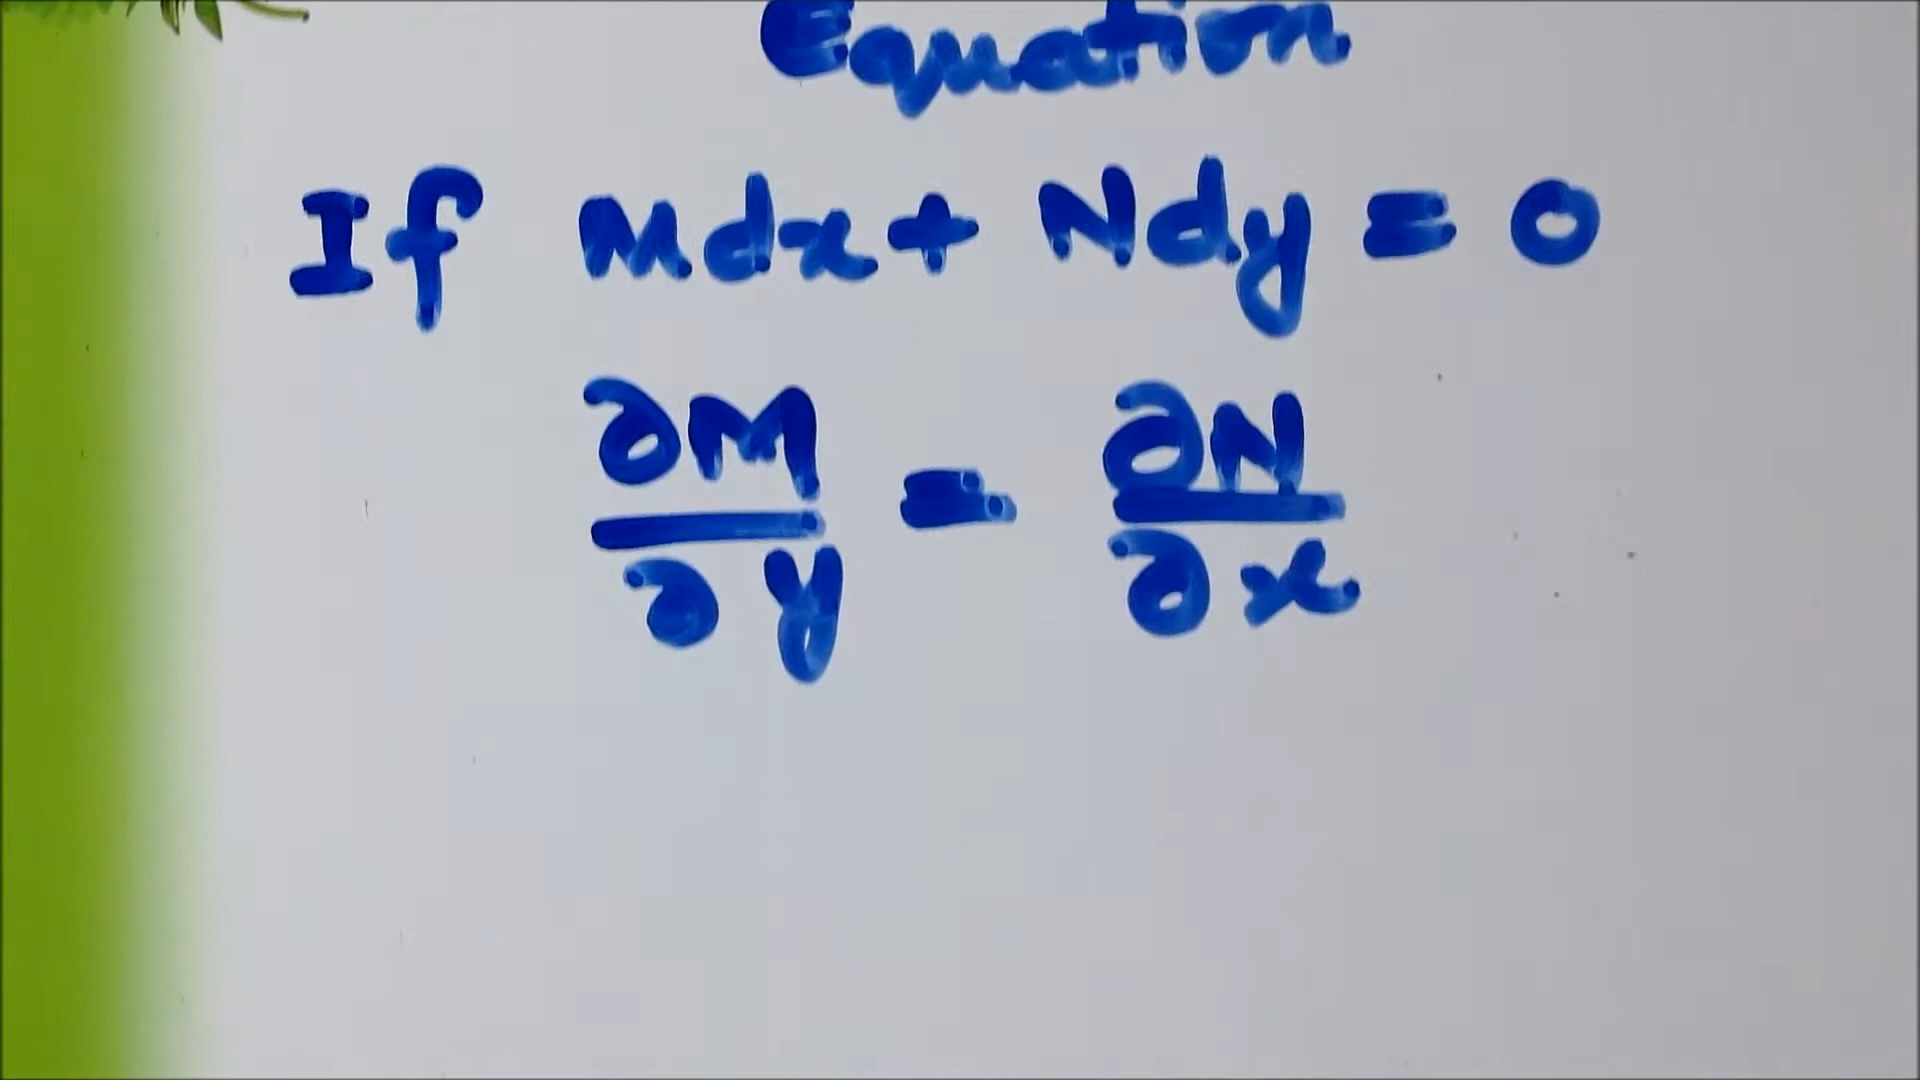 Equation
If Mdx + Ndy = 0
∂M/∂y = ∂N/∂x